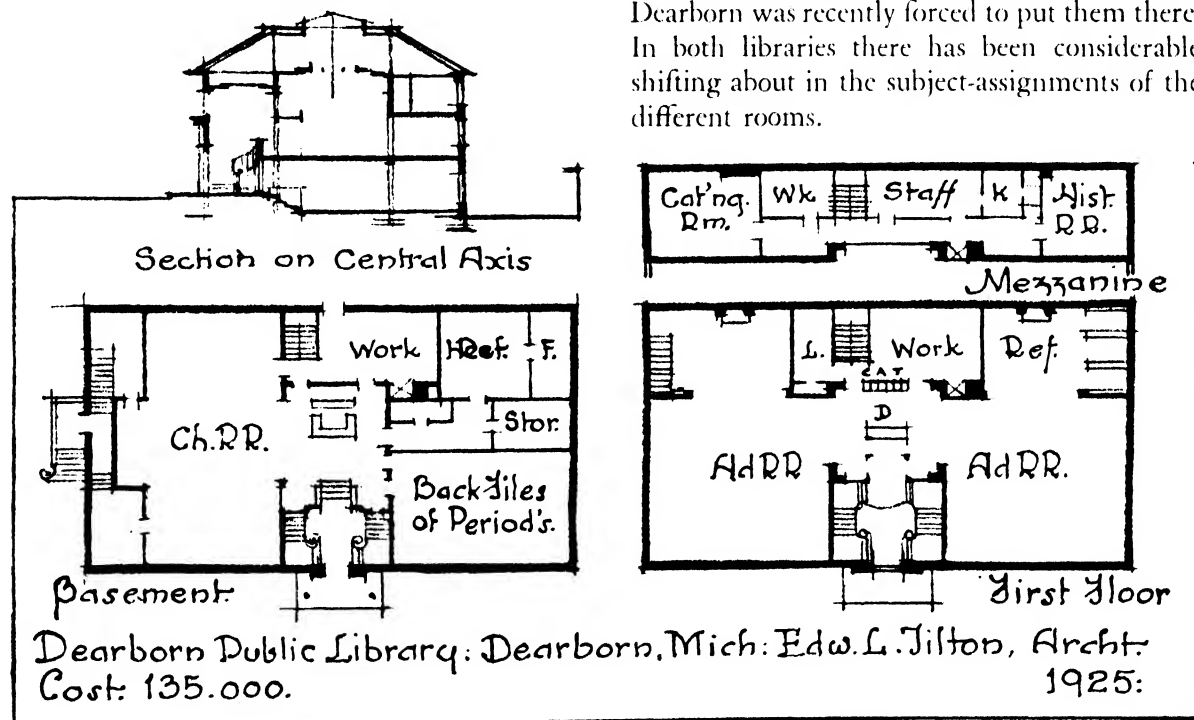 Dearborn was recently forced to put them there
In both libraries there has been considerable
shifting about in the subject-assignments of the
different rooms.
Section on Central Axis
Cat'ng. Rm.
Wk
Staff
K
Hist. RR.
Mezzanine
Work
F.
Stor.
Ch.RR.
Back Files
of Period's.
Basement:
L.
Work
Ref.
CAT
D
Ad RR
Ad RR.
First Floor
Dearborn Public Library: Dearborn, Mich: Edw. L. Tilton, Archt:
Cost: 135.000.
1925: